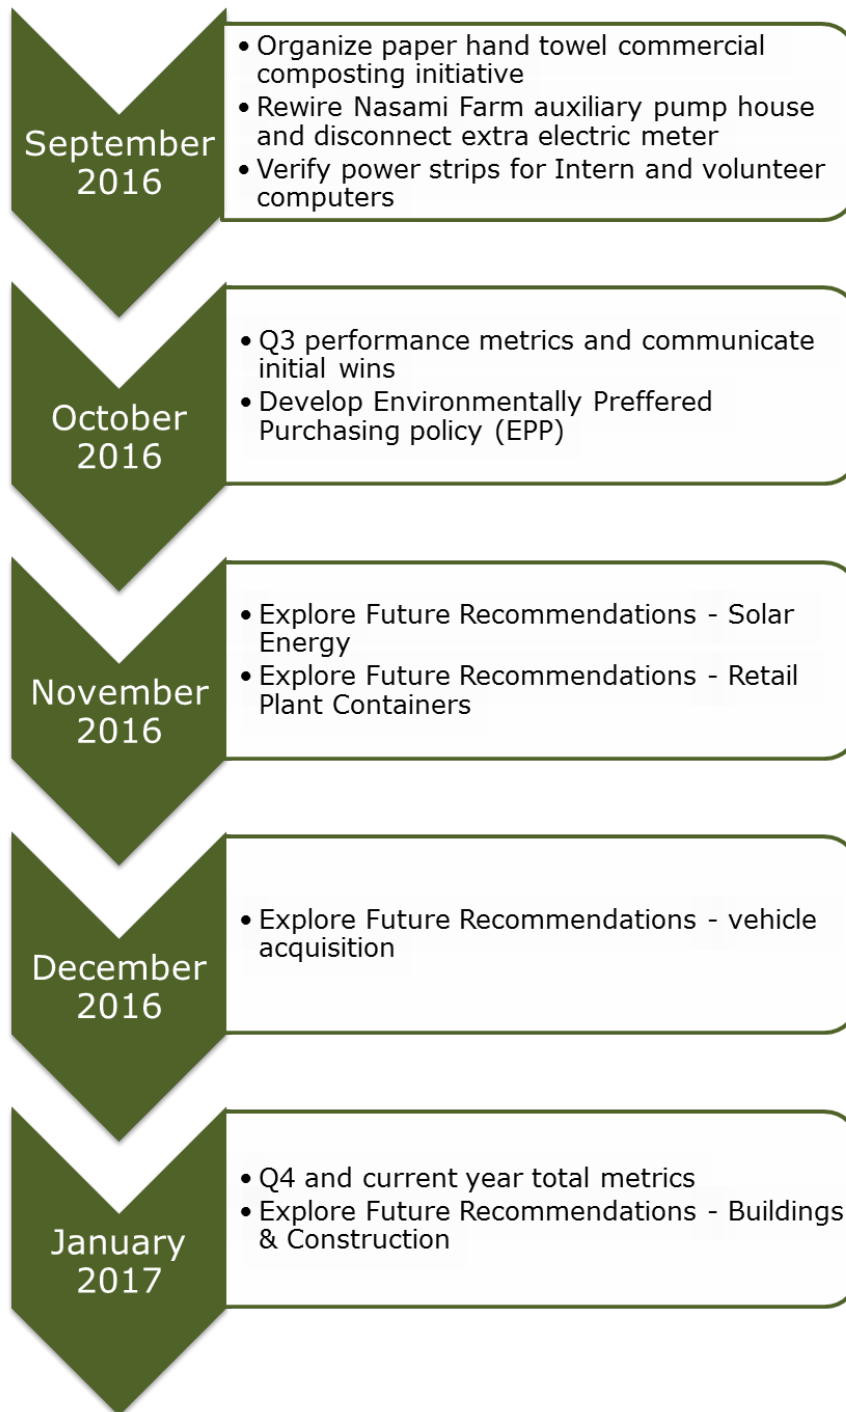 September
2016
• Organize paper hand towel commercial
composting initiative
• Rewire Nasami Farm auxiliary pump house
and disconnect extra electric meter
• Verify power strips for Intern and volunteer
computers
October
2016
• Q3 performance metrics and communicate
initial wins
• Develop Environmentally Preffered
Purchasing policy (EPP)
November
2016
• Explore Future Recommendations - Solar
Energy
• Explore Future Recommendations - Retail
Plant Containers
December
2016
• Explore Future Recommendations - vehicle
acquisition
January
2017
• Q4 and current year total metrics
• Explore Future Recommendations - Buildings
& Construction